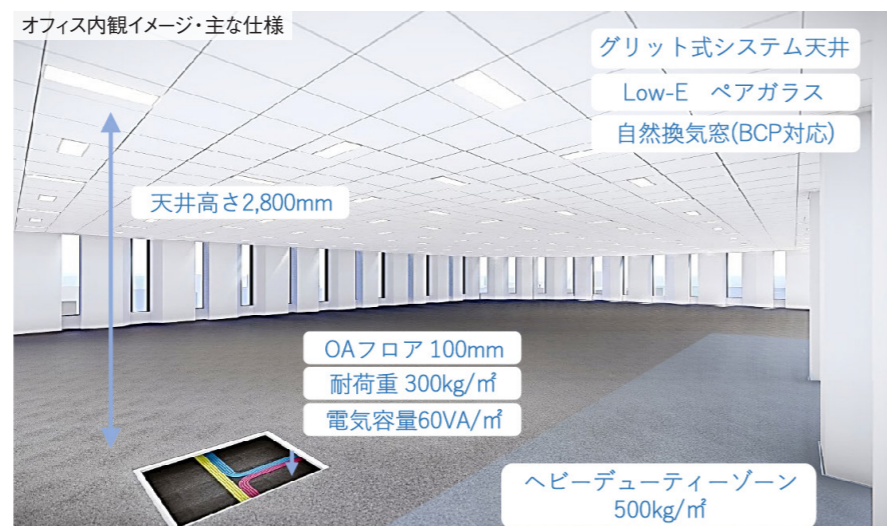 オフィス内観イメージ・主な仕様
グリット式システム天井
Low-E　ペアガラス
自然換気窓(BCP対応)
天井高さ2,800mm
OAフロア 100mm
耐荷重 300kg/㎡
電気容量60VA/㎡
ヘビーデューティーゾーン
500kg/㎡